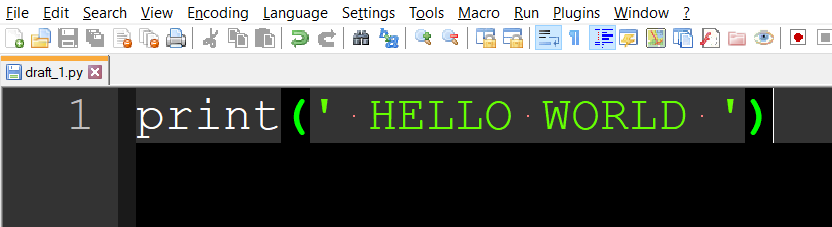 File Edit Search View Encoding Language Settings Tools Macro Run Plugins Window ?
draft_1.py
1 print(' HELLO WORLD ')